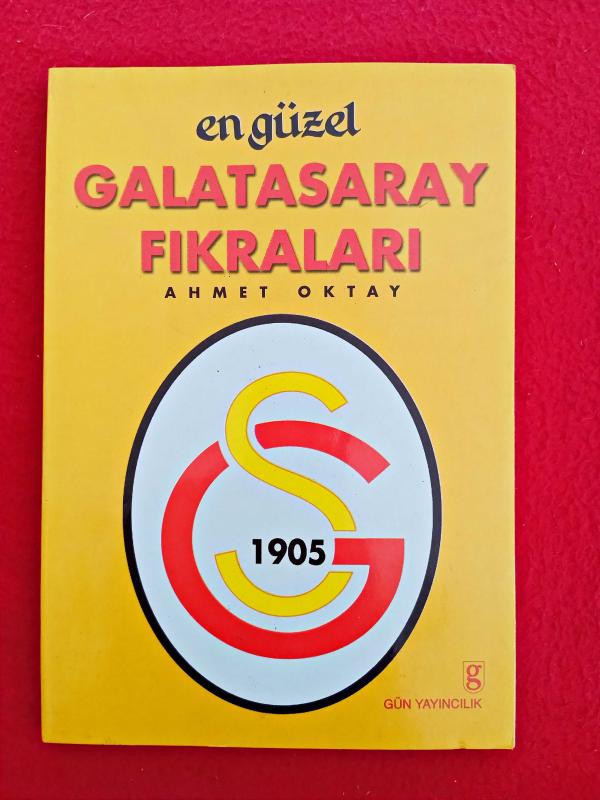 en güzel
GALATASARAY
FIKRALARI
AHMET OKTAY
GS
1905
g
GÜN YAYINCILIK